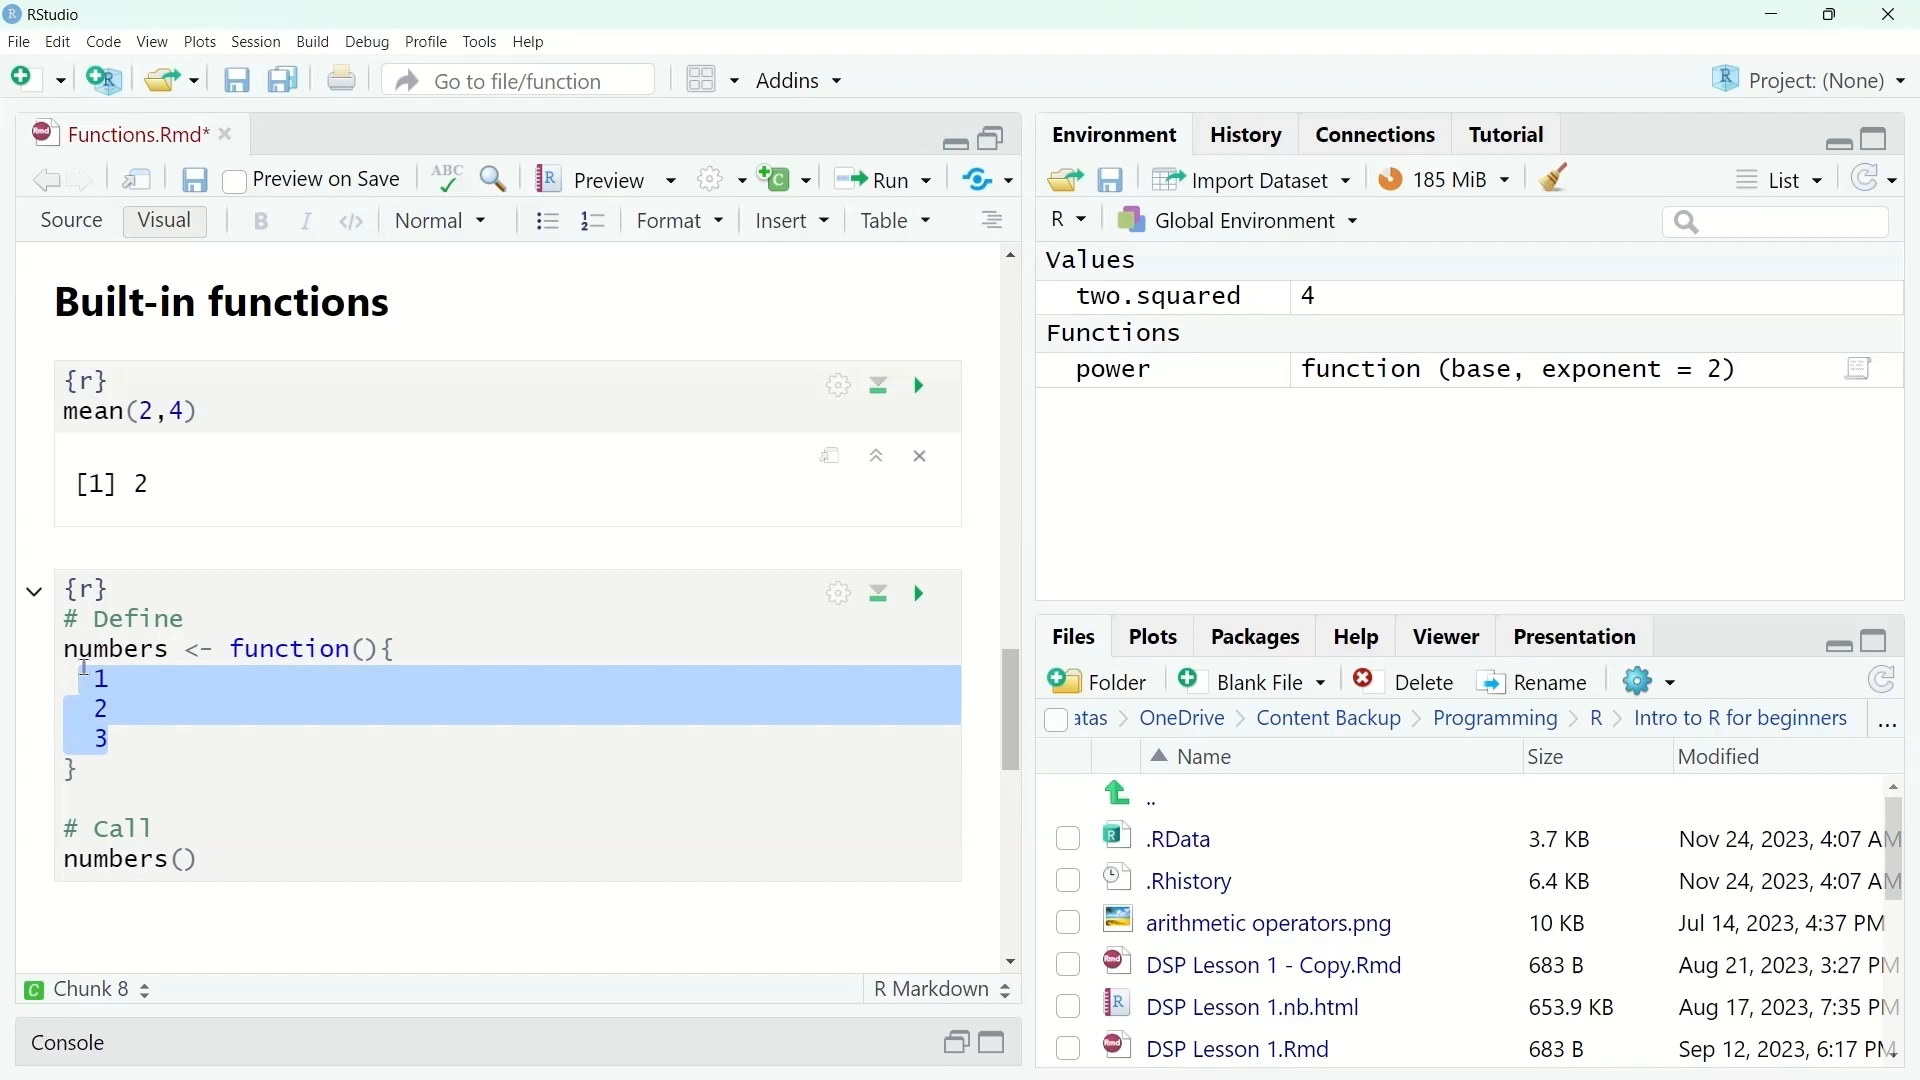 RStudio
File Edit Code View Plots Session Build Debug Profile Tools Help
Go to file/function Addins Project: (None)
Functions.Rmd*
Preview on Save ABC Preview Run
Source Visual B I </> Normal Format Insert Table
Built-in functions
{r}
mean(2,4)
[1] 2
{r}
# Define
numbers <- function(){
1
2
3
}
# Call
numbers()
Chunk 8 R Markdown
Console
Environment History Connections Tutorial
Import Dataset 185 MiB List
R Global Environment
Values
two.squared 4
Functions
power function (base, exponent = 2)
Files Plots Packages Help Viewer Presentation
Folder Blank File Delete Rename
atas > OneDrive > Content Backup > Programming > R > Intro to R for beginners ...
Name Size Modified
..
.RData 3.7 KB Nov 24, 2023, 4:07 AM
.Rhistory 6.4 KB Nov 24, 2023, 4:07 AM
arithmetic operators.png 10 KB Jul 14, 2023, 4:37 PM
DSP Lesson 1 - Copy.Rmd 683 B Aug 21, 2023, 3:27 PM
DSP Lesson 1.nb.html 653.9 KB Aug 17, 2023, 7:35 PM
DSP Lesson 1.Rmd 683 B Sep 12, 2023, 6:17 PM